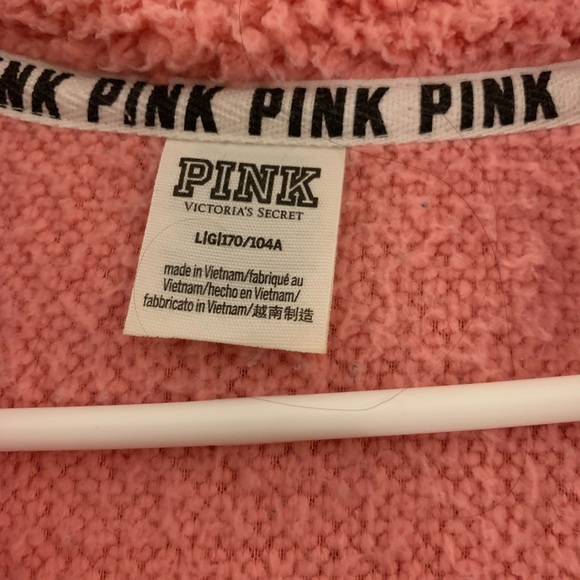 NK PINK PINK PINK
PINK
VICTORIA'S SECRET
L|G|170/104A
made in Vietnam/fabriqué au
Vietnam/hecho en Vietnam/
fabbricato in Vietnam/越南制造